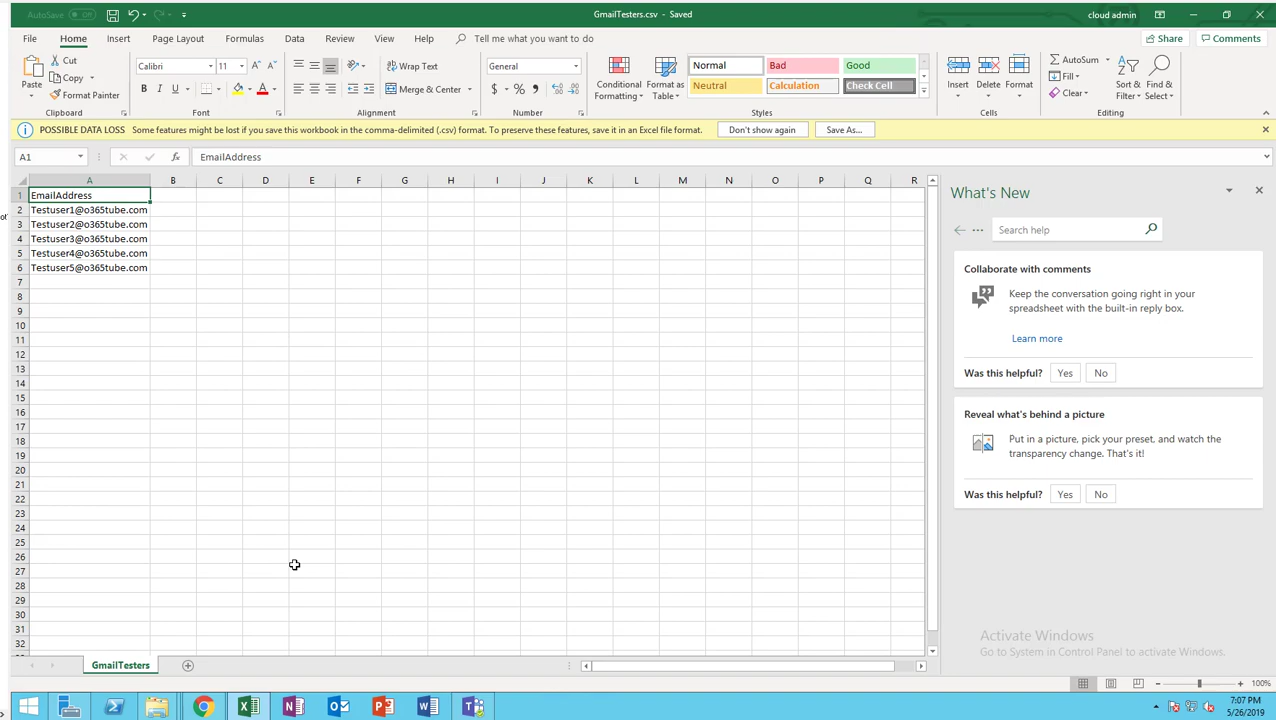 AutoSave Off GmailTesters.csv - Saved cloud admin
File Home Insert Draw Page Layout Formulas Data Review View Help Tell me what you want to do Share Comments
Cut
Copy
Format Painter
Paste
Clipboard
Calibri 11 A A
B I U A
Font
Wrap Text
Merge & Center
Alignment
General
$ % ,
Number
Conditional Formatting
Format as Table
Normal Bad Good
Neutral Calculation Check Cell
Styles
Insert Delete Format
Cells
AutoSum
Fill
Clear
Sort & Filter
Find & Select
Editing
POSSIBLE DATA LOSS Some features might be lost if you save this workbook in the comma-delimited (.csv) format. To preserve these features, save it in an Excel file format. Don't show again Save As...
A1 fx EmailAddress
A B C D E F G H I J K L M N O P Q R
1 EmailAddress
2 Testuser1@o365tube.com
3 Testuser2@o365tube.com
4 Testuser3@o365tube.com
5 Testuser4@o365tube.com
6 Testuser5@o365tube.com
7
8
9
10
11
12
13
14
15
16
17
18
19
20
21
22
23
24
25
26
27
28
29
30
31
32
What's New
Search help
Collaborate with comments
Keep the conversation going right in your
spreadsheet with the built-in reply box.
Learn more
Was this helpful? Yes No
Reveal what's behind a picture
Put in a picture, pick your preset, and watch the
transparency change. That's it!
Was this helpful? Yes No
Activate Windows
Go to System in Control Panel to activate Windows.
GmailTesters
100%
7:07 PM
5/26/2019